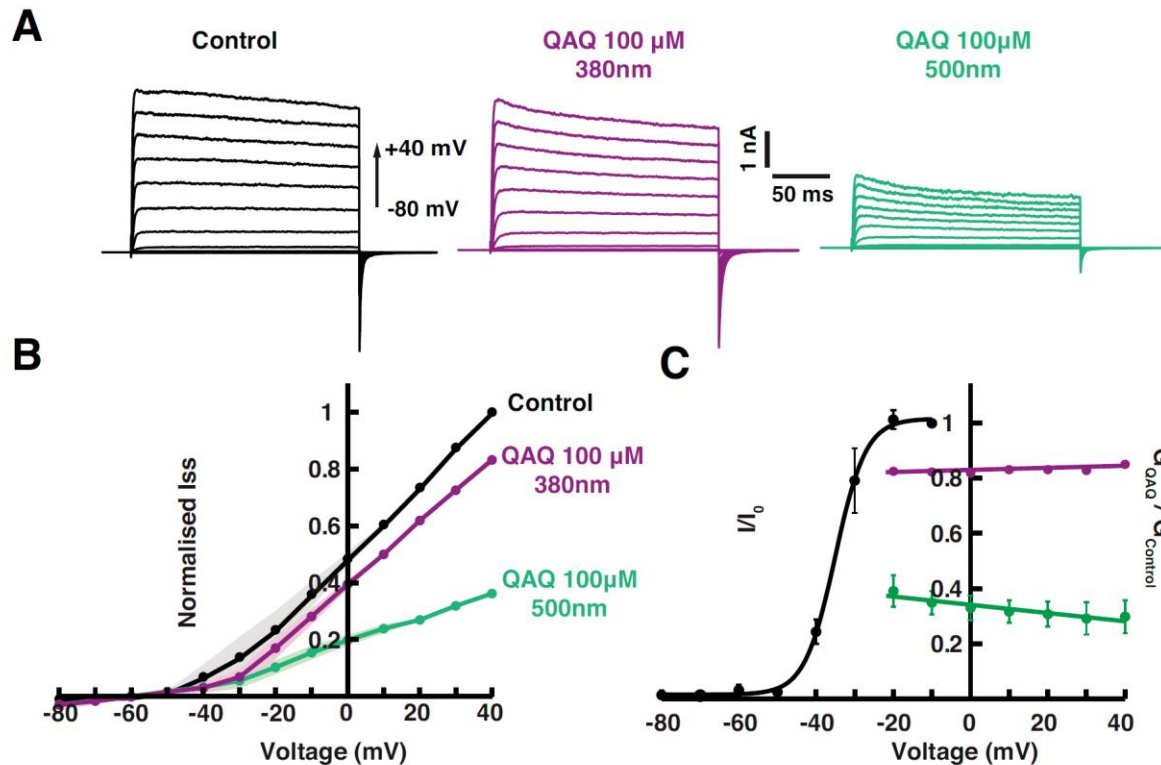 A
Control
QAQ 100 µM
380nm
QAQ 100µM
500nm
+40 mV
-80 mV
1 nA
50 ms
B
Normalised Iss
1
0.8
0.6
0.4
0.2
-80 -60 -40 -20 0 20 40
Voltage (mV)
Control
QAQ 100 µM
380nm
QAQ 100µM
500nm
C
I/I0
1
0.8
0.6
0.4
0.2
-80 -60 -40 -20 0 20 40
Voltage (mV)
QAQ / Control